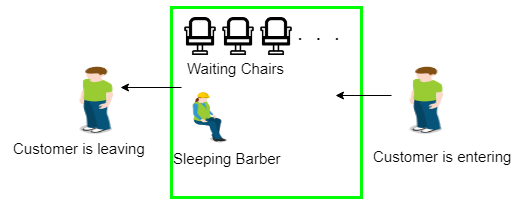 Waiting Chairs
Customer is leaving
Sleeping Barber
Customer is entering